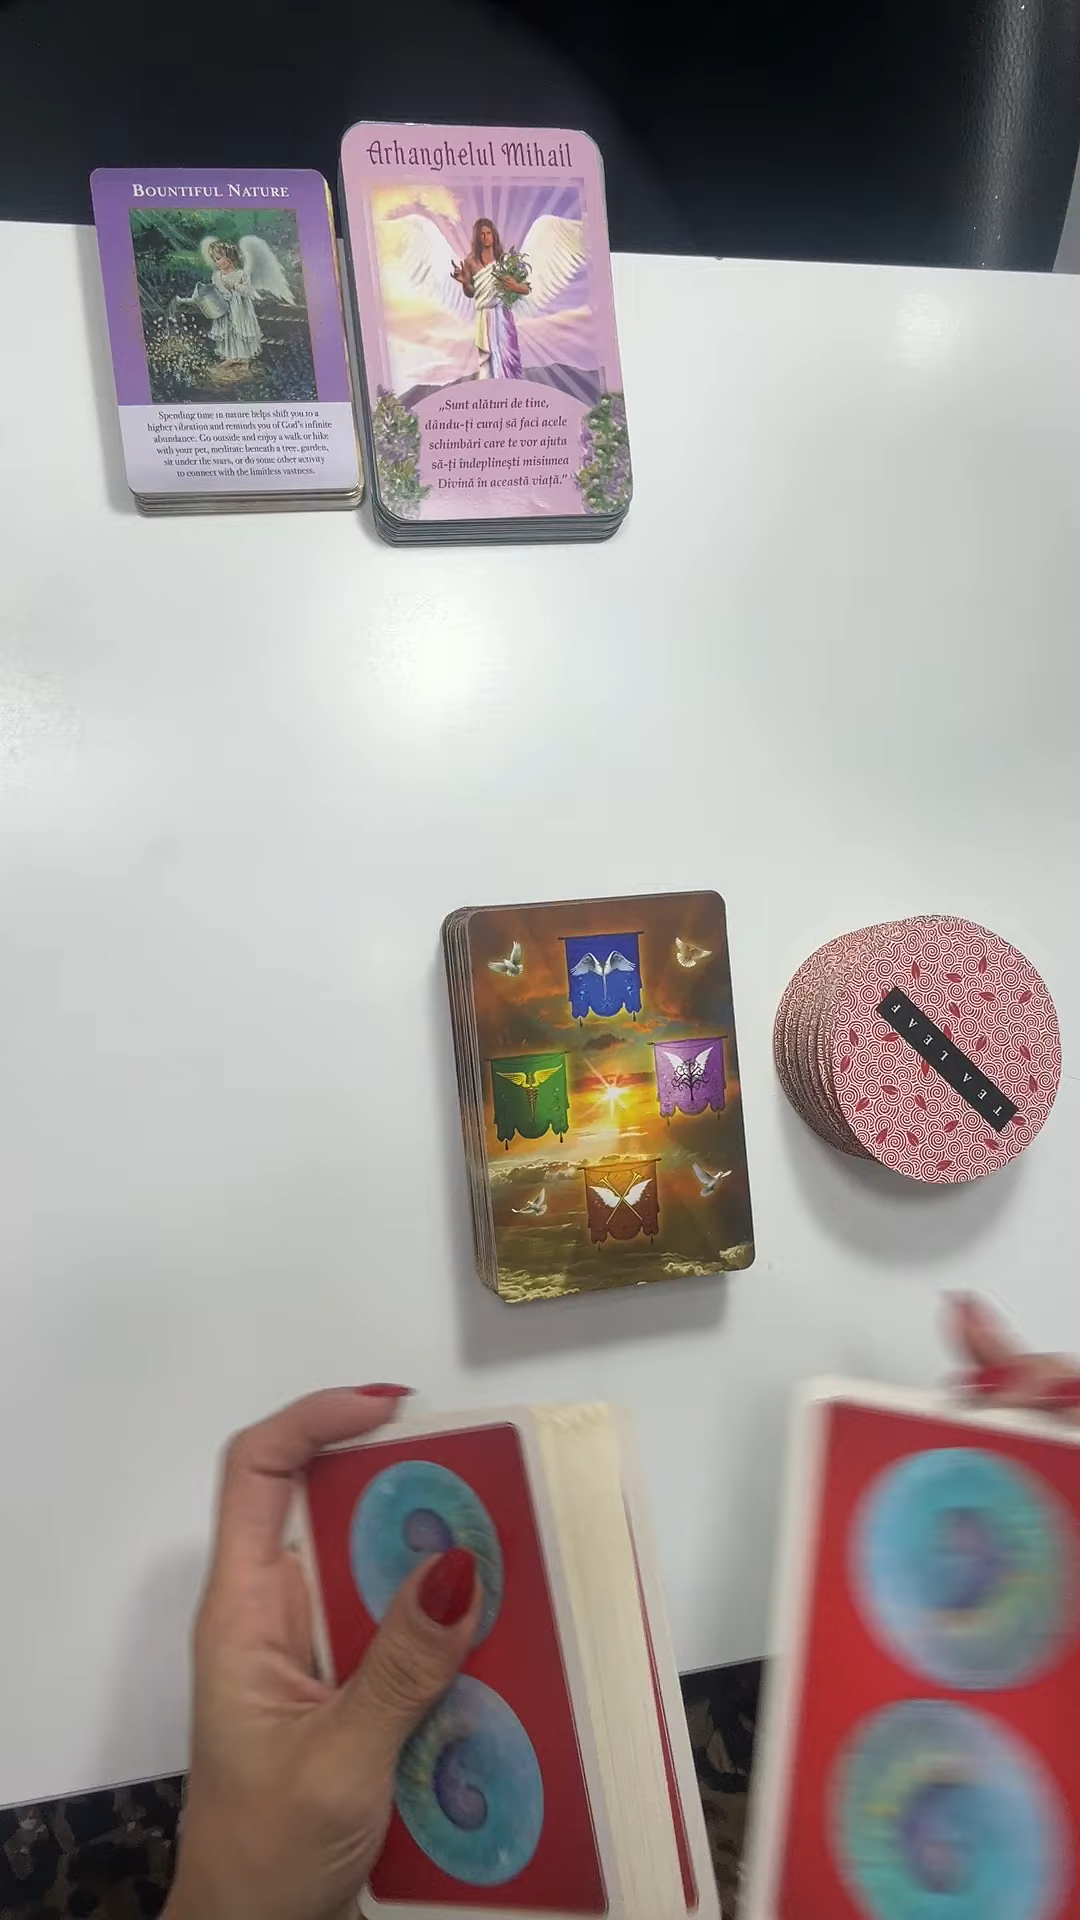 BOUNTIFUL NATURE
Spending time in nature helps shift you to a
higher vibration and reminds you of God's infinite
abundance. Go outside and enjoy a walk or hike
with your pet, meditate beneath a tree, garden,
sit under the stars, or do some other activity
to connect with the limitless vastness.
Arhanghelul Mihail
„Sunt alături de tine,
dându-ți curaj să faci acele
schimbări care te vor ajuta
să-ți îndeplinești misiunea
Divină în această viață.”
TEA LEAF